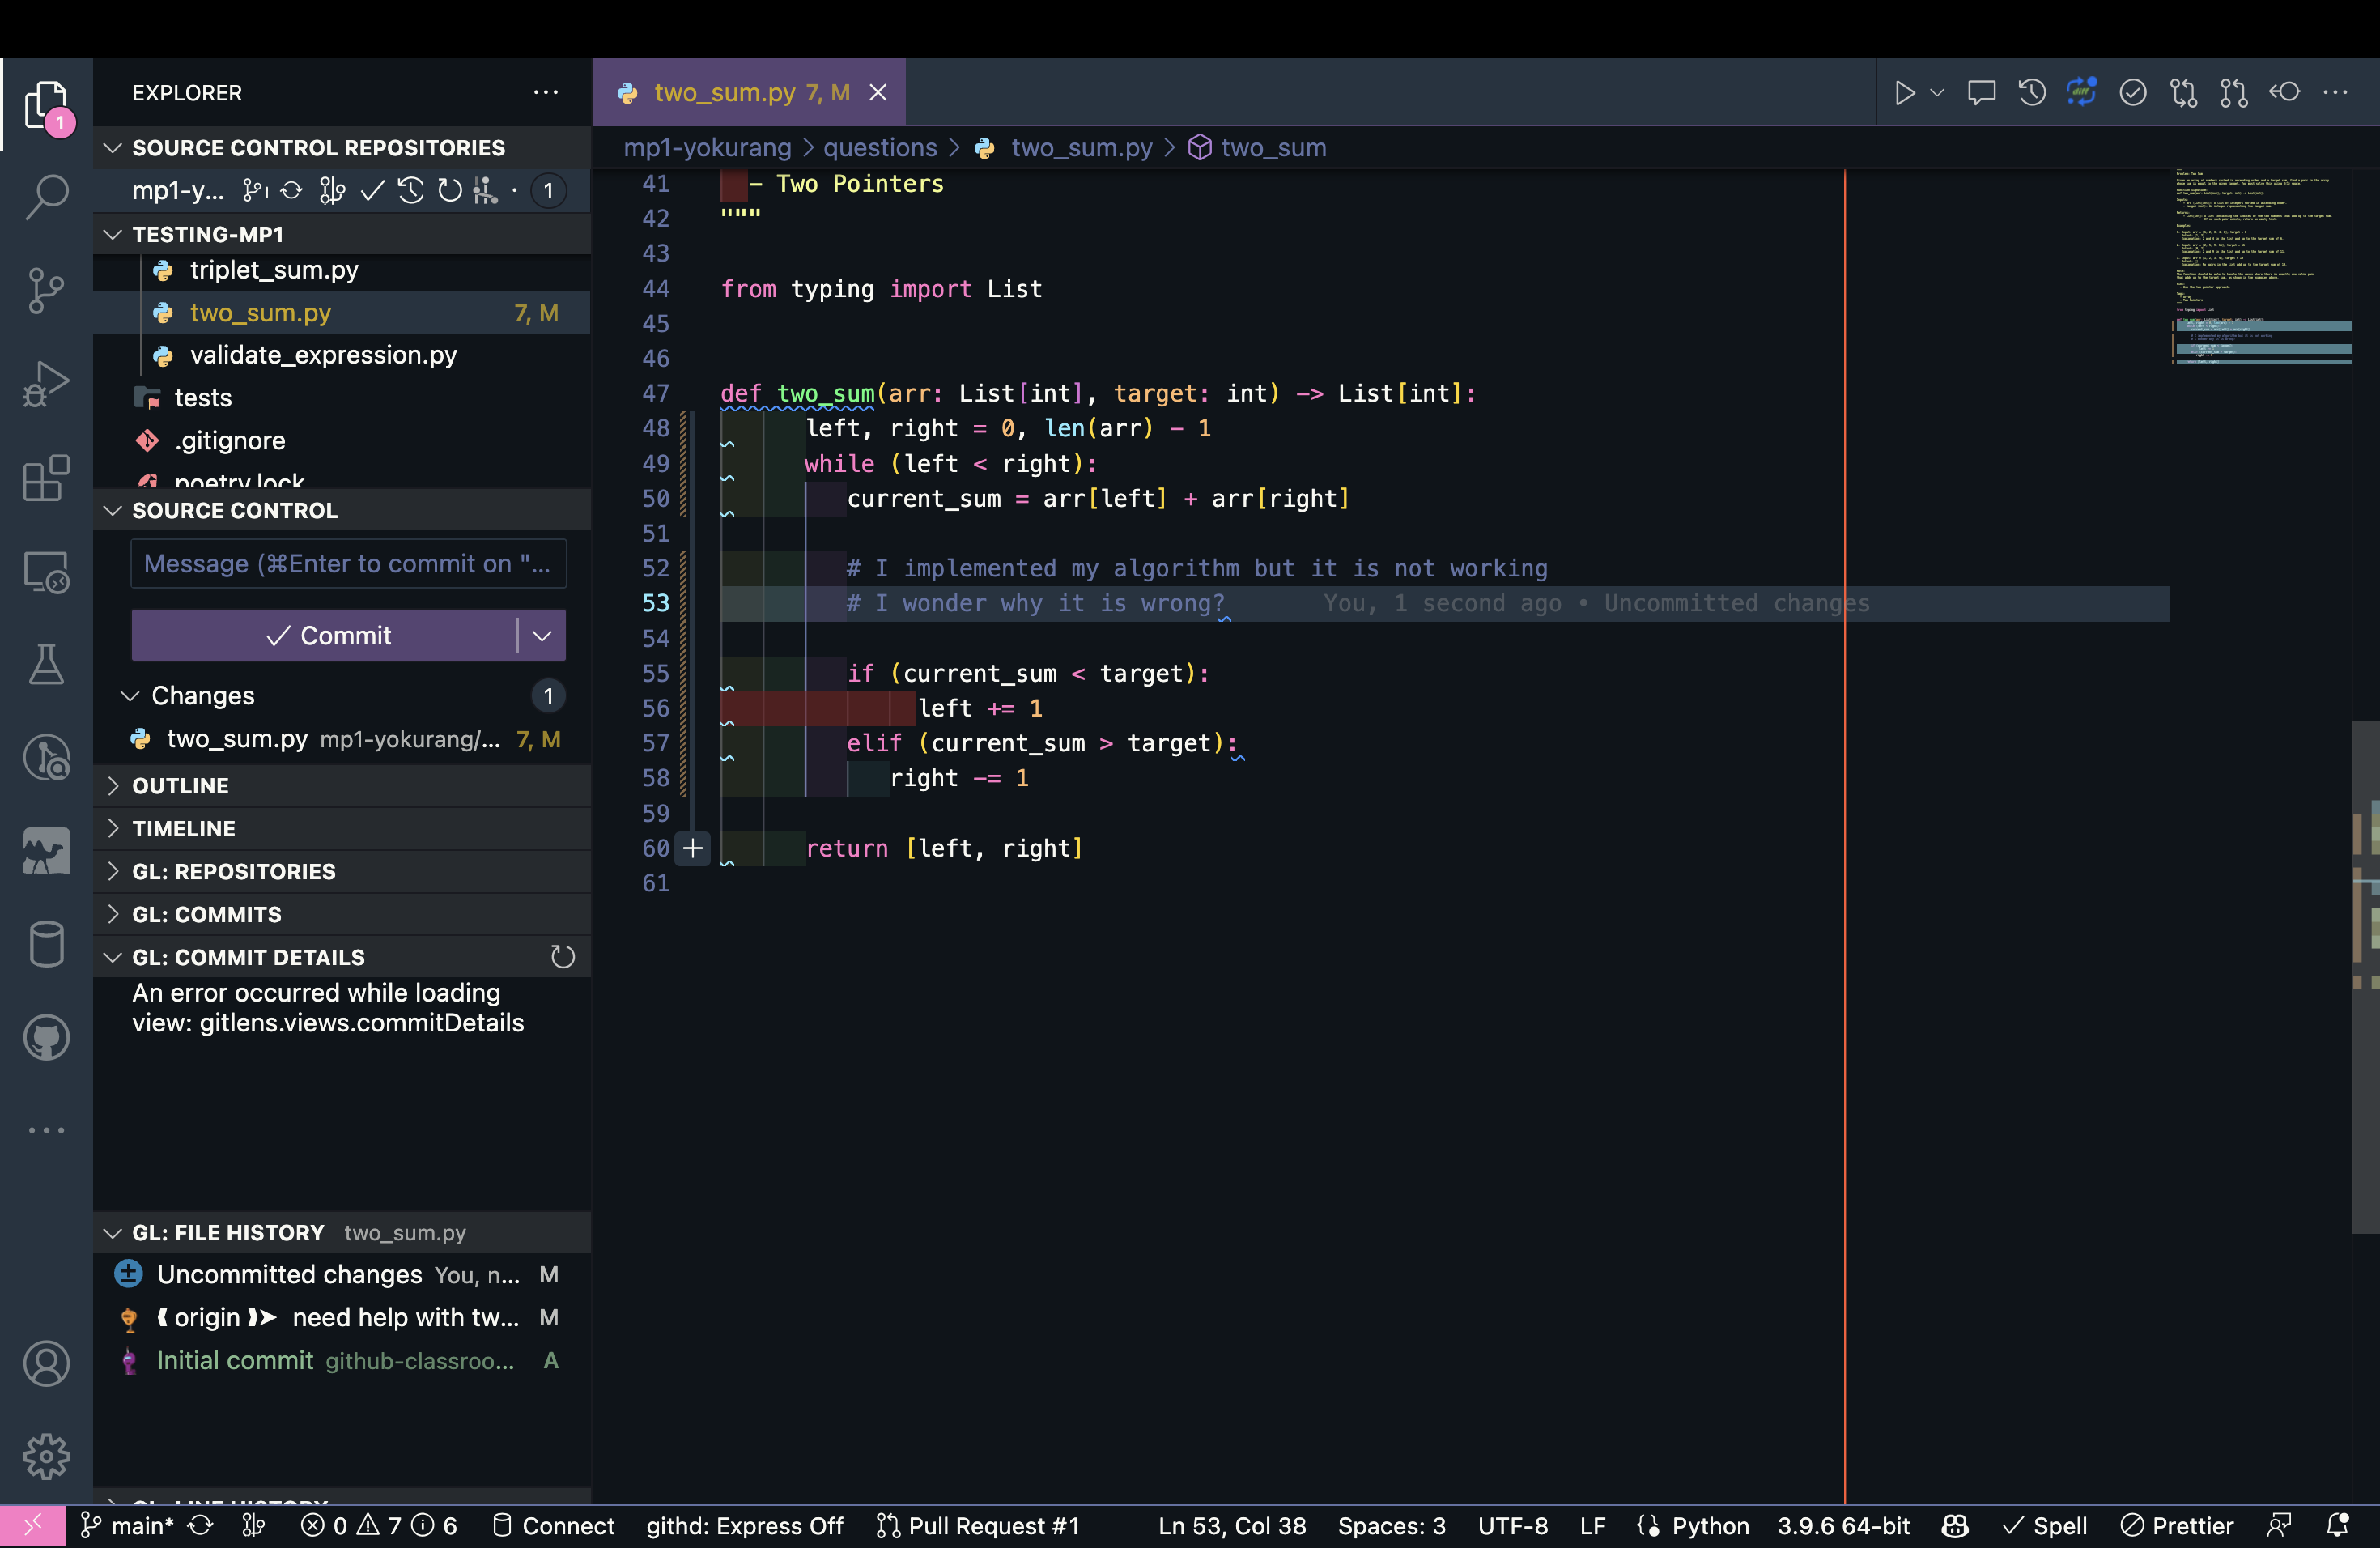 EXPLORER
SOURCE CONTROL REPOSITORIES
mp1-y... 1
TESTING-MP1
triplet_sum.py
two_sum.py 7, M
validate_expression.py
tests
.gitignore
poetry.lock
SOURCE CONTROL
Message (⌘Enter to commit on "...
Commit
Changes 1
two_sum.py mp1-yokurang/... 7, M
OUTLINE
TIMELINE
GL: REPOSITORIES
GL: COMMITS
GL: COMMIT DETAILS
An error occurred while loading
view: gitlens.views.commitDetails
GL: FILE HISTORY two_sum.py
Uncommitted changes You, n... M
origin need help with tw... M
Initial commit github-classroo... A
GL: LINE HISTORY
1
two_sum.py 7, M
mp1-yokurang > questions > two_sum.py > two_sum
41 - Two Pointers
42 """
43
44 from typing import List
45
46
47 def two_sum(arr: List[int], target: int) -> List[int]:
48 left, right = 0, len(arr) - 1
49 while (left < right):
50 current_sum = arr[left] + arr[right]
51
52 # I implemented my algorithm but it is not working
53 # I wonder why it is wrong? You, 1 second ago • Uncommitted changes
54
55 if (current_sum < target):
56 left += 1
57 elif (current_sum > target):
58 right -= 1
59
60 return [left, right]
61
main* 0 7 6 Connect githd: Express Off Pull Request #1 Ln 53, Col 38 Spaces: 3 UTF-8 LF Python 3.9.6 64-bit Spell Prettier